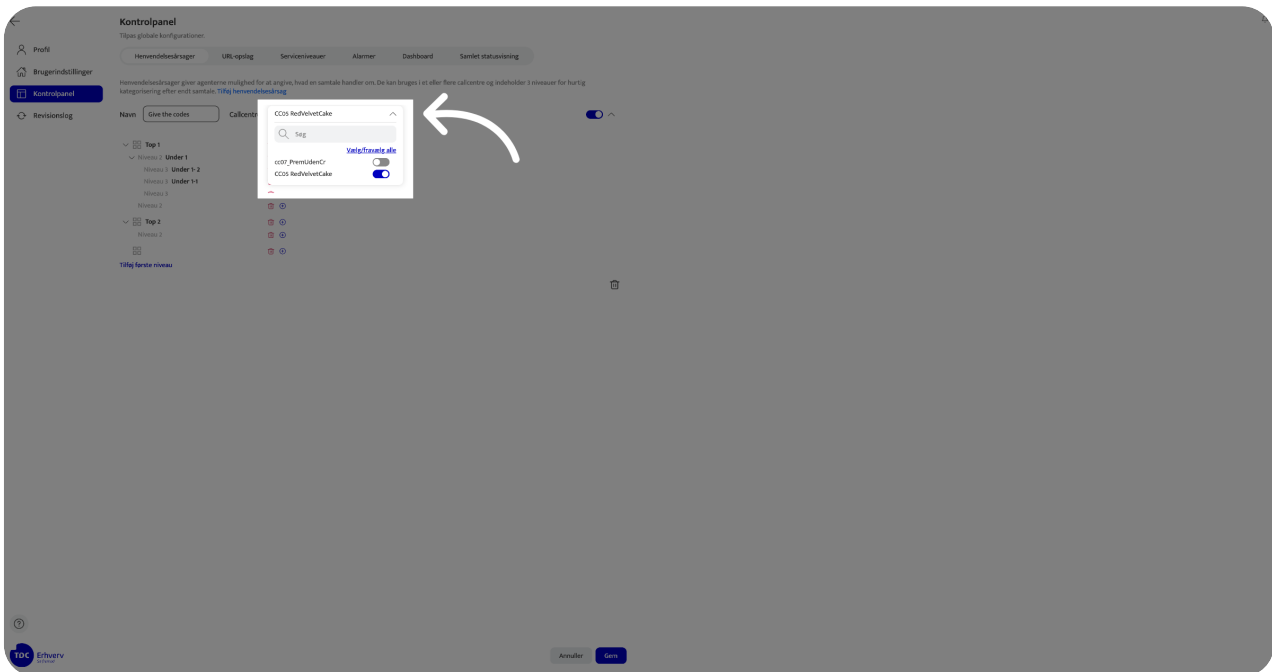 Kontrolpanel
Tilpas globale konfigurationer.
Profil
Brugerindstillinger
Kontrolpanel
Revisionslog
Henvendelsesårsager
URL-opslag
Serviceniveauer
Alarmer
Dashboard
Samlet statusvisning
Henvendelsesårsager giver agenterne mulighed for at angive, hvad en samtale handler om. De kan bruges i et eller flere callcentre og indeholder 3 niveauer for hurtig
kategorisering efter endt samtale. Tilføj henvendelsesårsag
Navn Give the codes Callcentre
CC05 RedVelvetCake
Søg
Vælg/fravælg alle
cc07_PremUdenCr
CC05 RedVelvetCake
Top 1
Niveau 2 Under 1
Niveau 3 Under 1- 2
Niveau 3 Under 1-1
Niveau 3
Niveau 2
Top 2
Niveau 2
Tilføj første niveau
TDC Erhverv
Annuller Gem